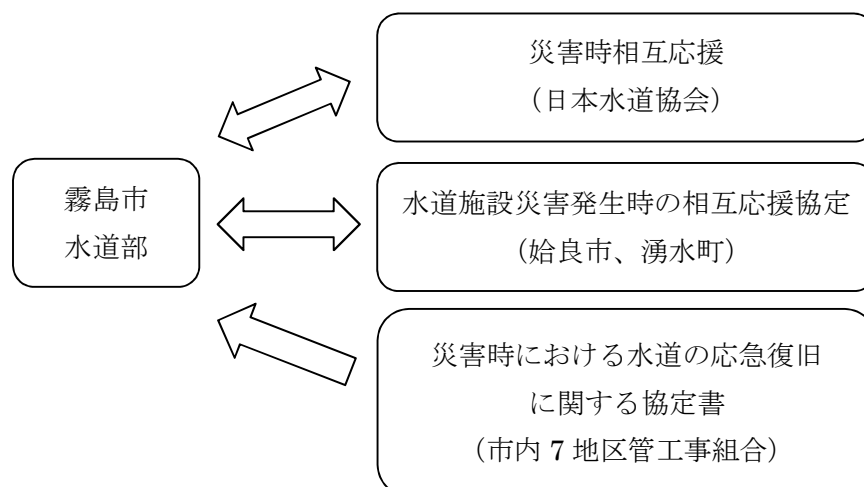 災害時相互応援
（日本水道協会）
霧島市
水道部
水道施設災害発生時の相互応援協定
（姶良市、湧水町）
災害時における水道の応急復旧
に関する協定書
（市内 7 地区管工事組合）